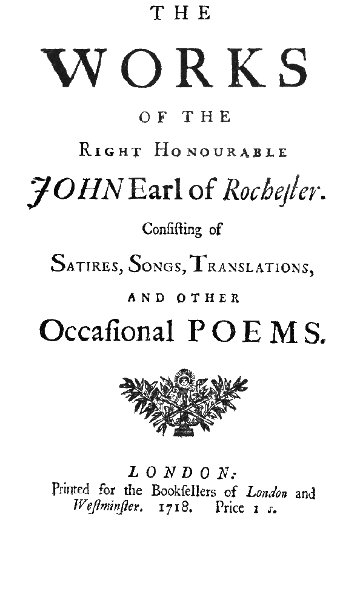 THE
WORKS
OF THE
RIGHT HONOURABLE
JOHN Earl of Rocheſter.
Conſiſting of
SATIRES, SONGS, TRANSLATIONS,
AND OTHER
Occaſional POEMS.
LONDON:
Printed for the Bookſellers of London and
Weſtminſter. 1718. Price 1 s.